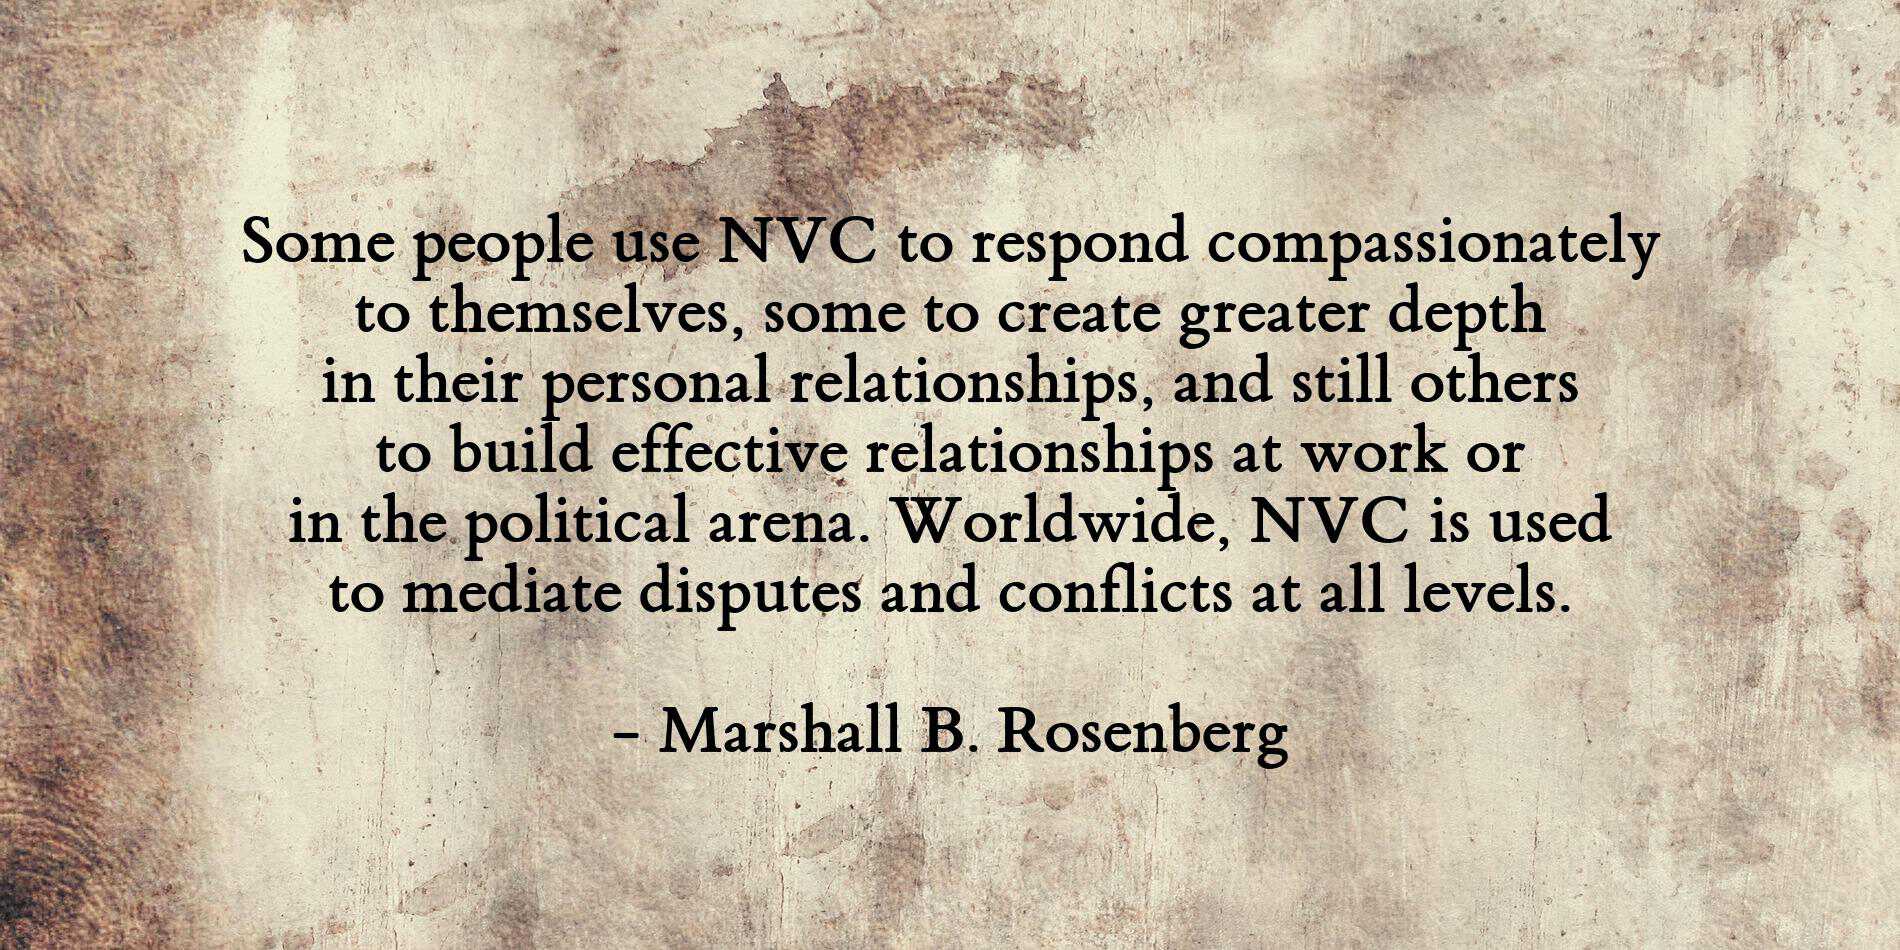 Some people use NVC to respond compassionately
to themselves, some to create greater depth
in their personal relationships, and still others
to build effective relationships at work or
in the political arena. Worldwide, NVC is used
to mediate disputes and conflicts at all levels.
– Marshall B. Rosenberg